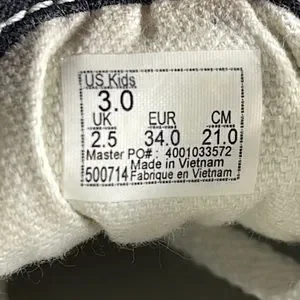 US Kids
3.0
UK EUR CM
2.5 34.0 21.0
Master PO# : 4001033572
Made in Vietnam
500714 Fabrique en Vietnam